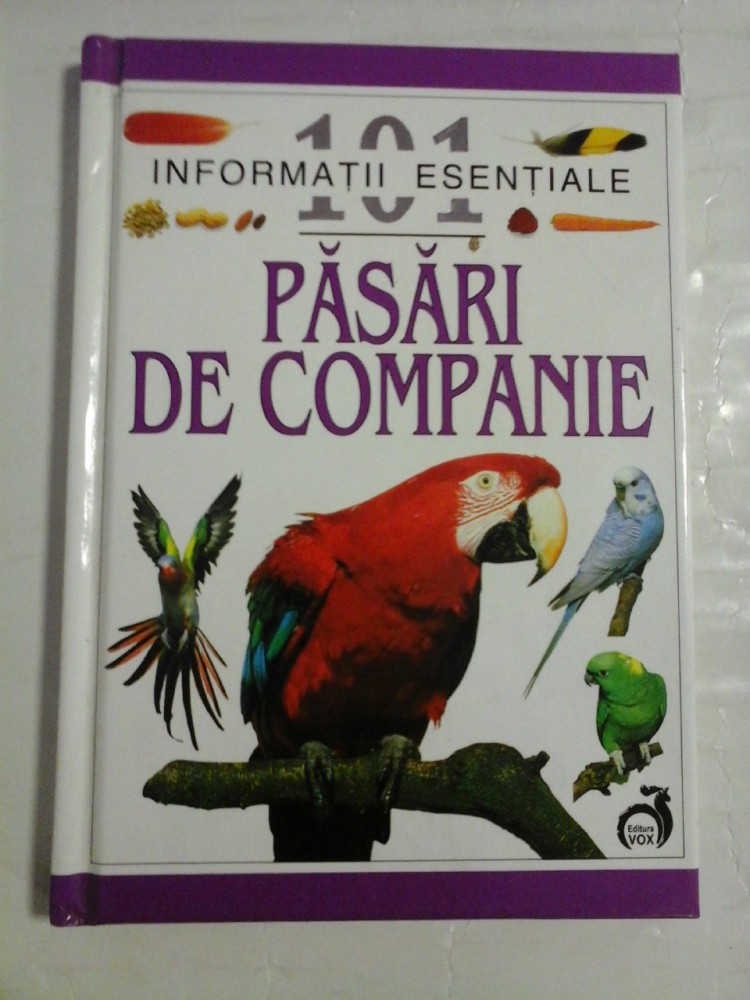 101
INFORMAȚII ESENȚIALE
PĂSĂRI
DE COMPANIE
Editura
VOX